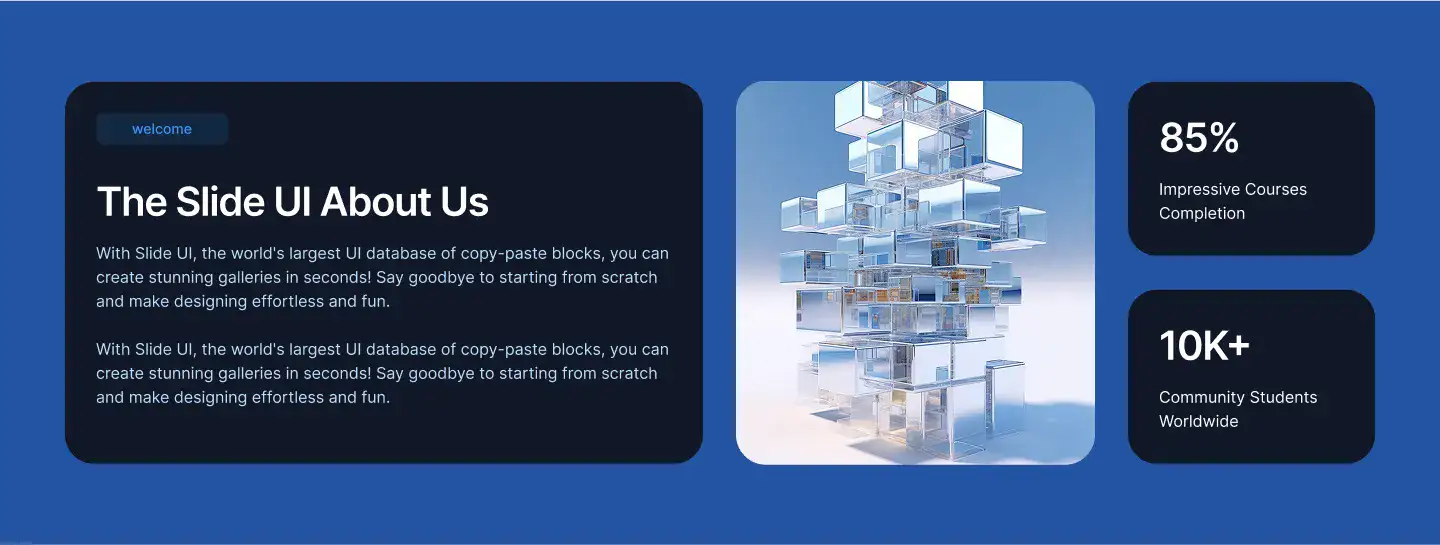 welcome
The Slide UI About Us
With Slide UI, the world's largest UI database of copy-paste blocks, you can
create stunning galleries in seconds! Say goodbye to starting from scratch
and make designing effortless and fun.
With Slide UI, the world's largest UI database of copy-paste blocks, you can
create stunning galleries in seconds! Say goodbye to starting from scratch
and make designing effortless and fun.
85%
Impressive Courses
Completion
10K+
Community Students
Worldwide